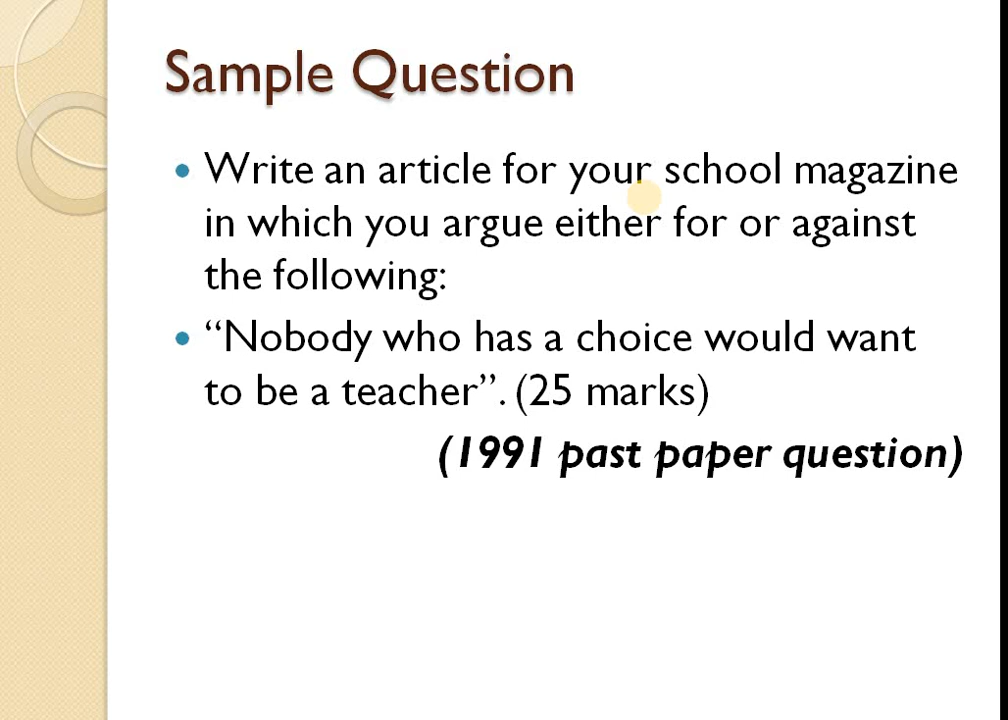 Sample Question
• Write an article for your school magazine
in which you argue either for or against
the following:
• “Nobody who has a choice would want
to be a teacher”. (25 marks)
(1991 past paper question)